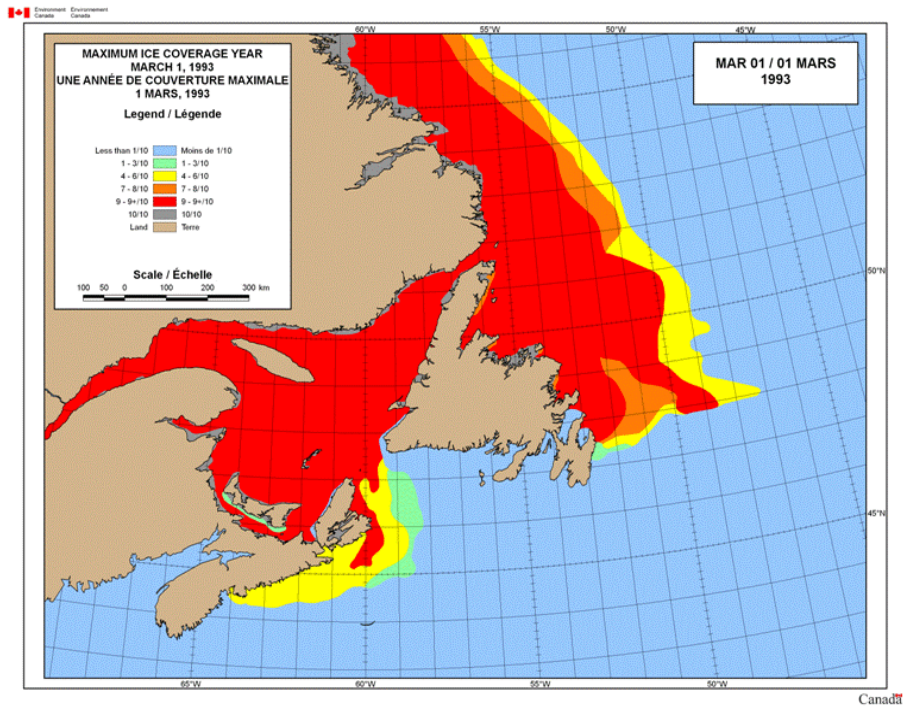 Environment Environnement
Canada Canada
60°W 55°W 50°W 45°W
MAXIMUM ICE COVERAGE YEAR
MARCH 1, 1993
UNE ANNÉE DE COUVERTURE MAXIMALE
1 MARS, 1993
Legend / Légende
Less than 1/10 Moins de 1/10
1 - 3/10 1 - 3/10
4 - 6/10 4 - 6/10
7 - 8/10 7 - 8/10
9 - 9+/10 9 - 9+/10
10/10 10/10
Land Terre
Scale / Échelle
100 50 0 100 200 300 km
MAR 01 / 01 MARS
1993
50°N
45°N
65°W 60°W 55°W 50°W
Canada